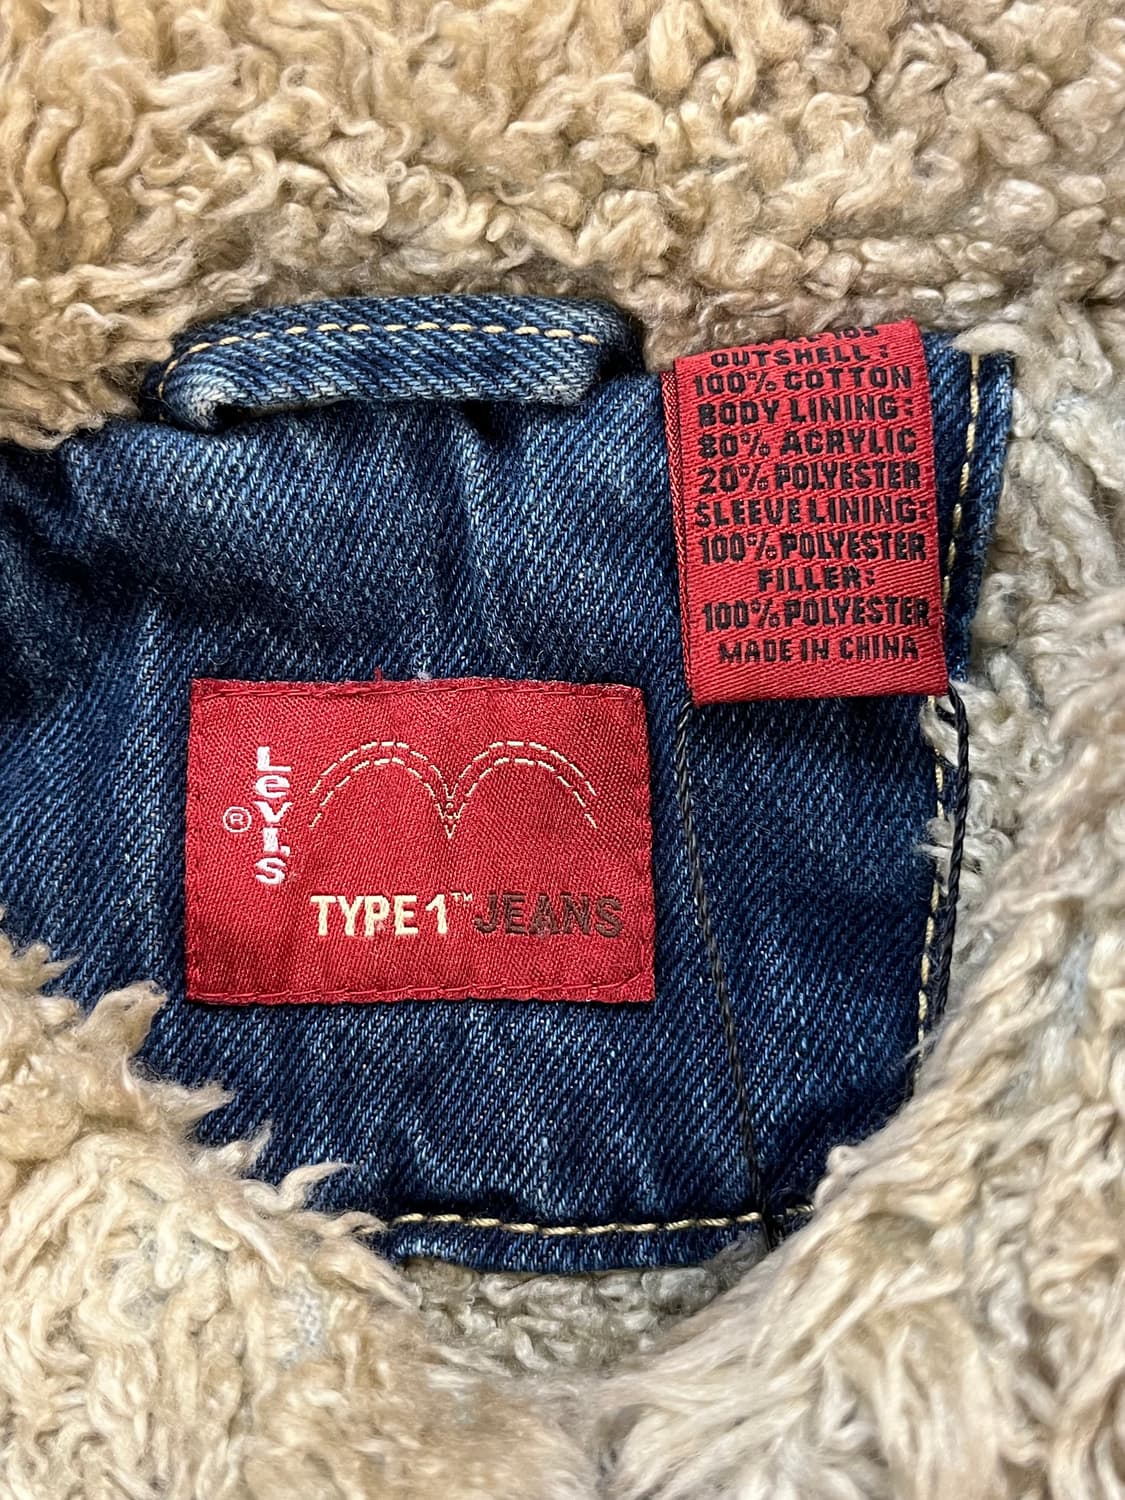 OUTSHELL:
100% COTTON
BODY LINING:
80% ACRYLIC
20% POLYESTER
SLEEVE LINING:
100% POLYESTER
FILLER:
100% POLYESTER
MADE IN CHINA
Levi's
®
TYPE 1™ JEANS